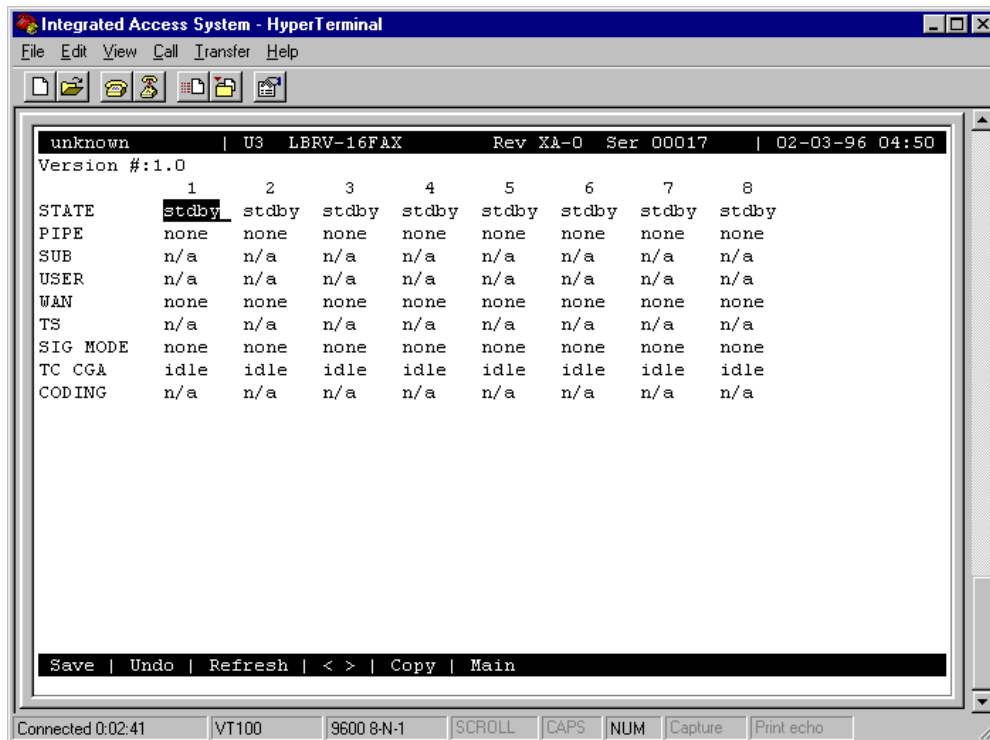 Integrated Access System - HyperTerminal
File Edit View Call Transfer Help
unknown | U3 LBRV-16FAX Rev XA-0 Ser 00017 | 02-03-96 04:50
Version #:1.0
1 2 3 4 5 6 7 8
STATE stdby stdby stdby stdby stdby stdby stdby stdby
PIPE none none none none none none none none
SUB n/a n/a n/a n/a n/a n/a n/a n/a
USER n/a n/a n/a n/a n/a n/a n/a n/a
WAN none none none none none none none none
TS n/a n/a n/a n/a n/a n/a n/a n/a
SIG MODE none none none none none none none none
TC CGA idle idle idle idle idle idle idle idle
CODING n/a n/a n/a n/a n/a n/a n/a n/a
Save | Undo | Refresh | < > | Copy | Main
Connected 0:02:41 VT100 9600 8-N-1 SCROLL CAPS NUM Capture Print echo